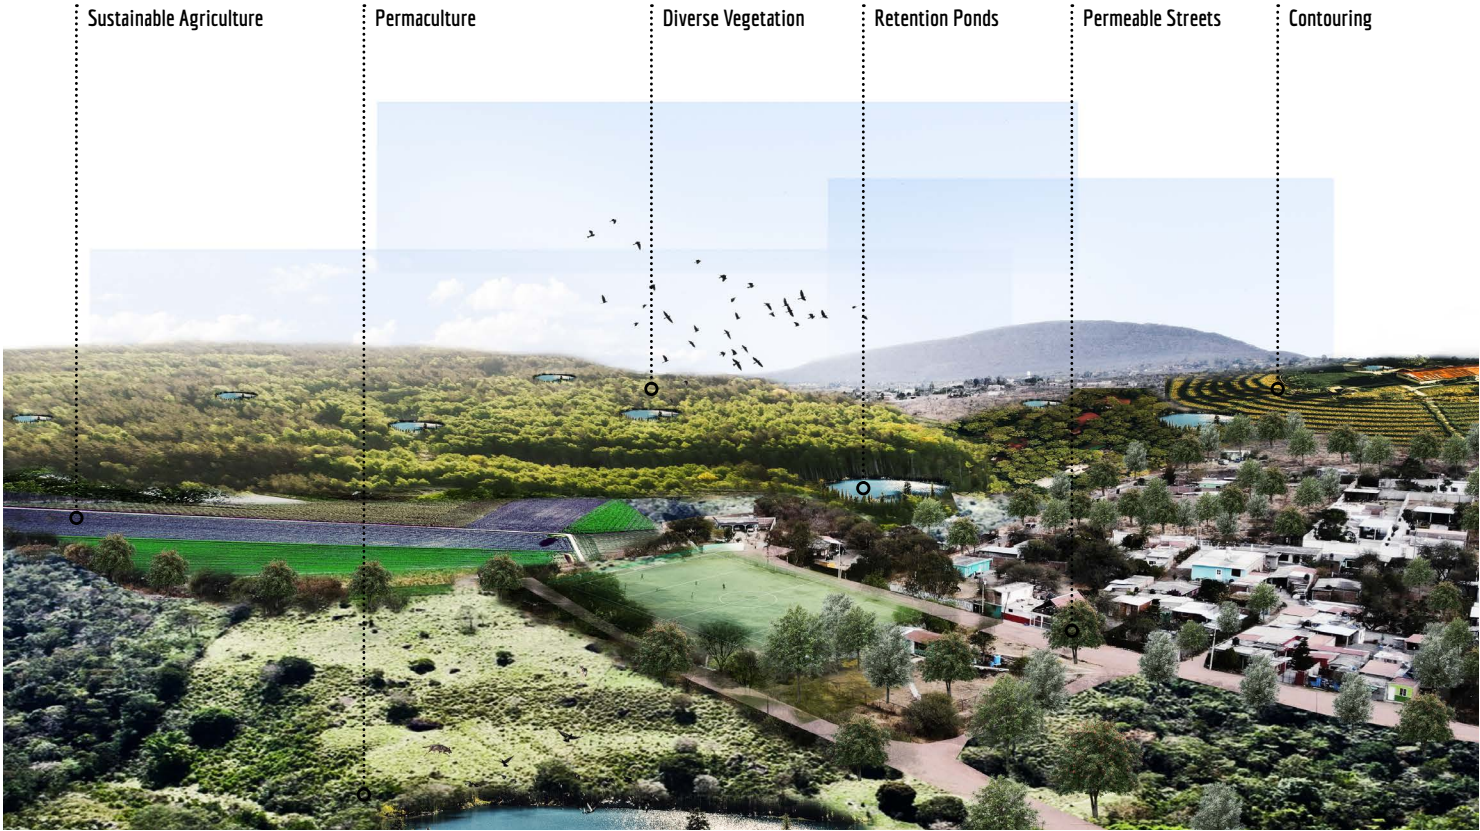 Sustainable Agriculture
Permaculture
Diverse Vegetation
Retention Ponds
Permeable Streets
Contouring